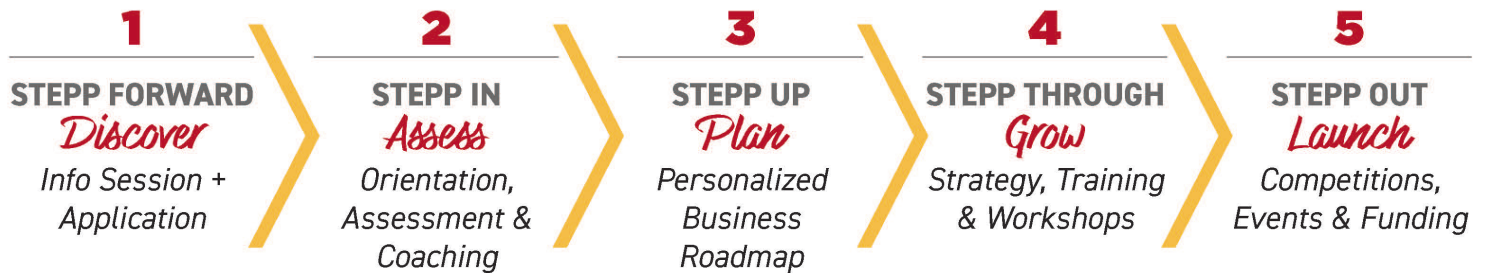 1
STEPP FORWARD
Discover
Info Session +
Application
2
STEPP IN
Assess
Orientation,
Assessment &
Coaching
3
STEPP UP
Plan
Personalized
Business
Roadmap
4
STEPP THROUGH
Grow
Strategy, Training
& Workshops
5
STEPP OUT
Launch
Competitions,
Events & Funding